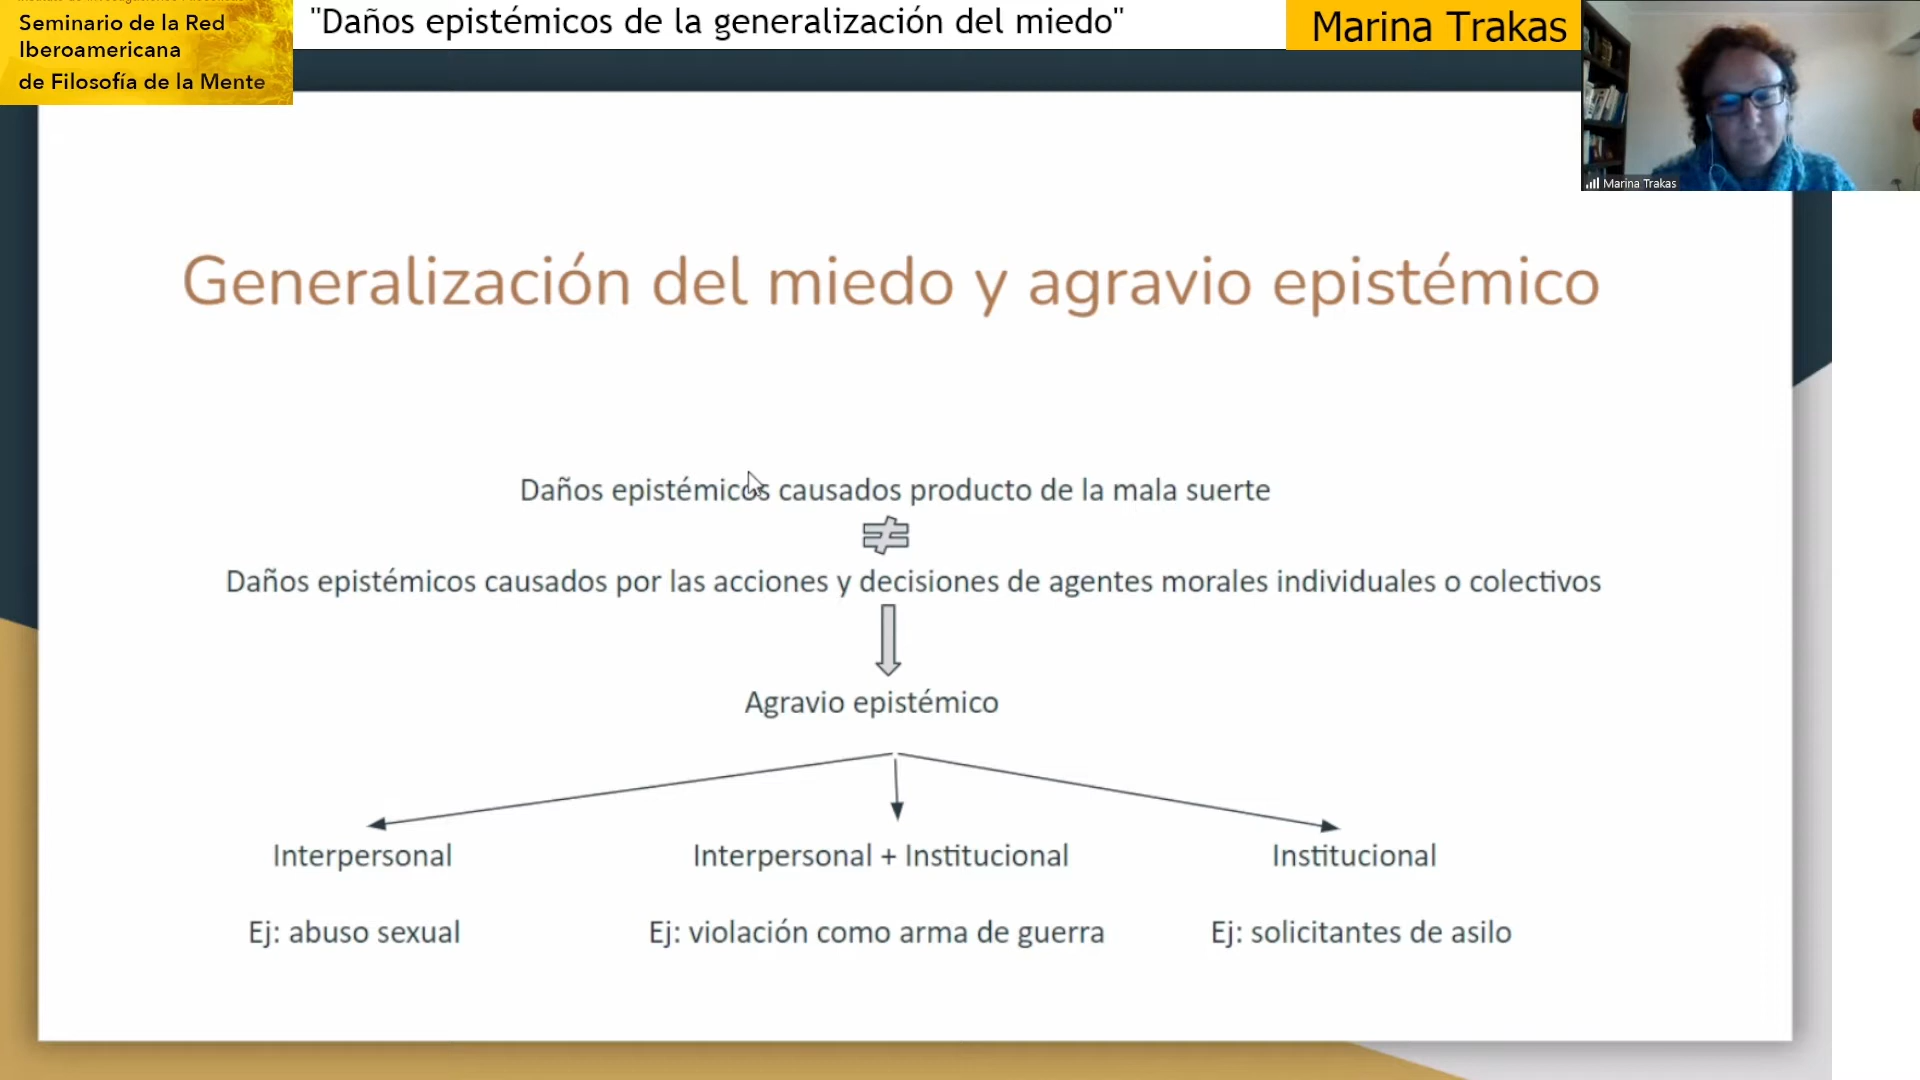 Seminario de la Red
Iberoamericana
de Filosofía de la Mente
"Daños epistémicos de la generalización del miedo"
Marina Trakas
Marina Trakas
Generalización del miedo y agravio epistémico
Daños epistémicos causados producto de la mala suerte
≠
Daños epistémicos causados por las acciones y decisiones de agentes morales individuales o colectivos
Agravio epistémico
Interpersonal
Interpersonal + Institucional
Institucional
Ej: abuso sexual
Ej: violación como arma de guerra
Ej: solicitantes de asilo